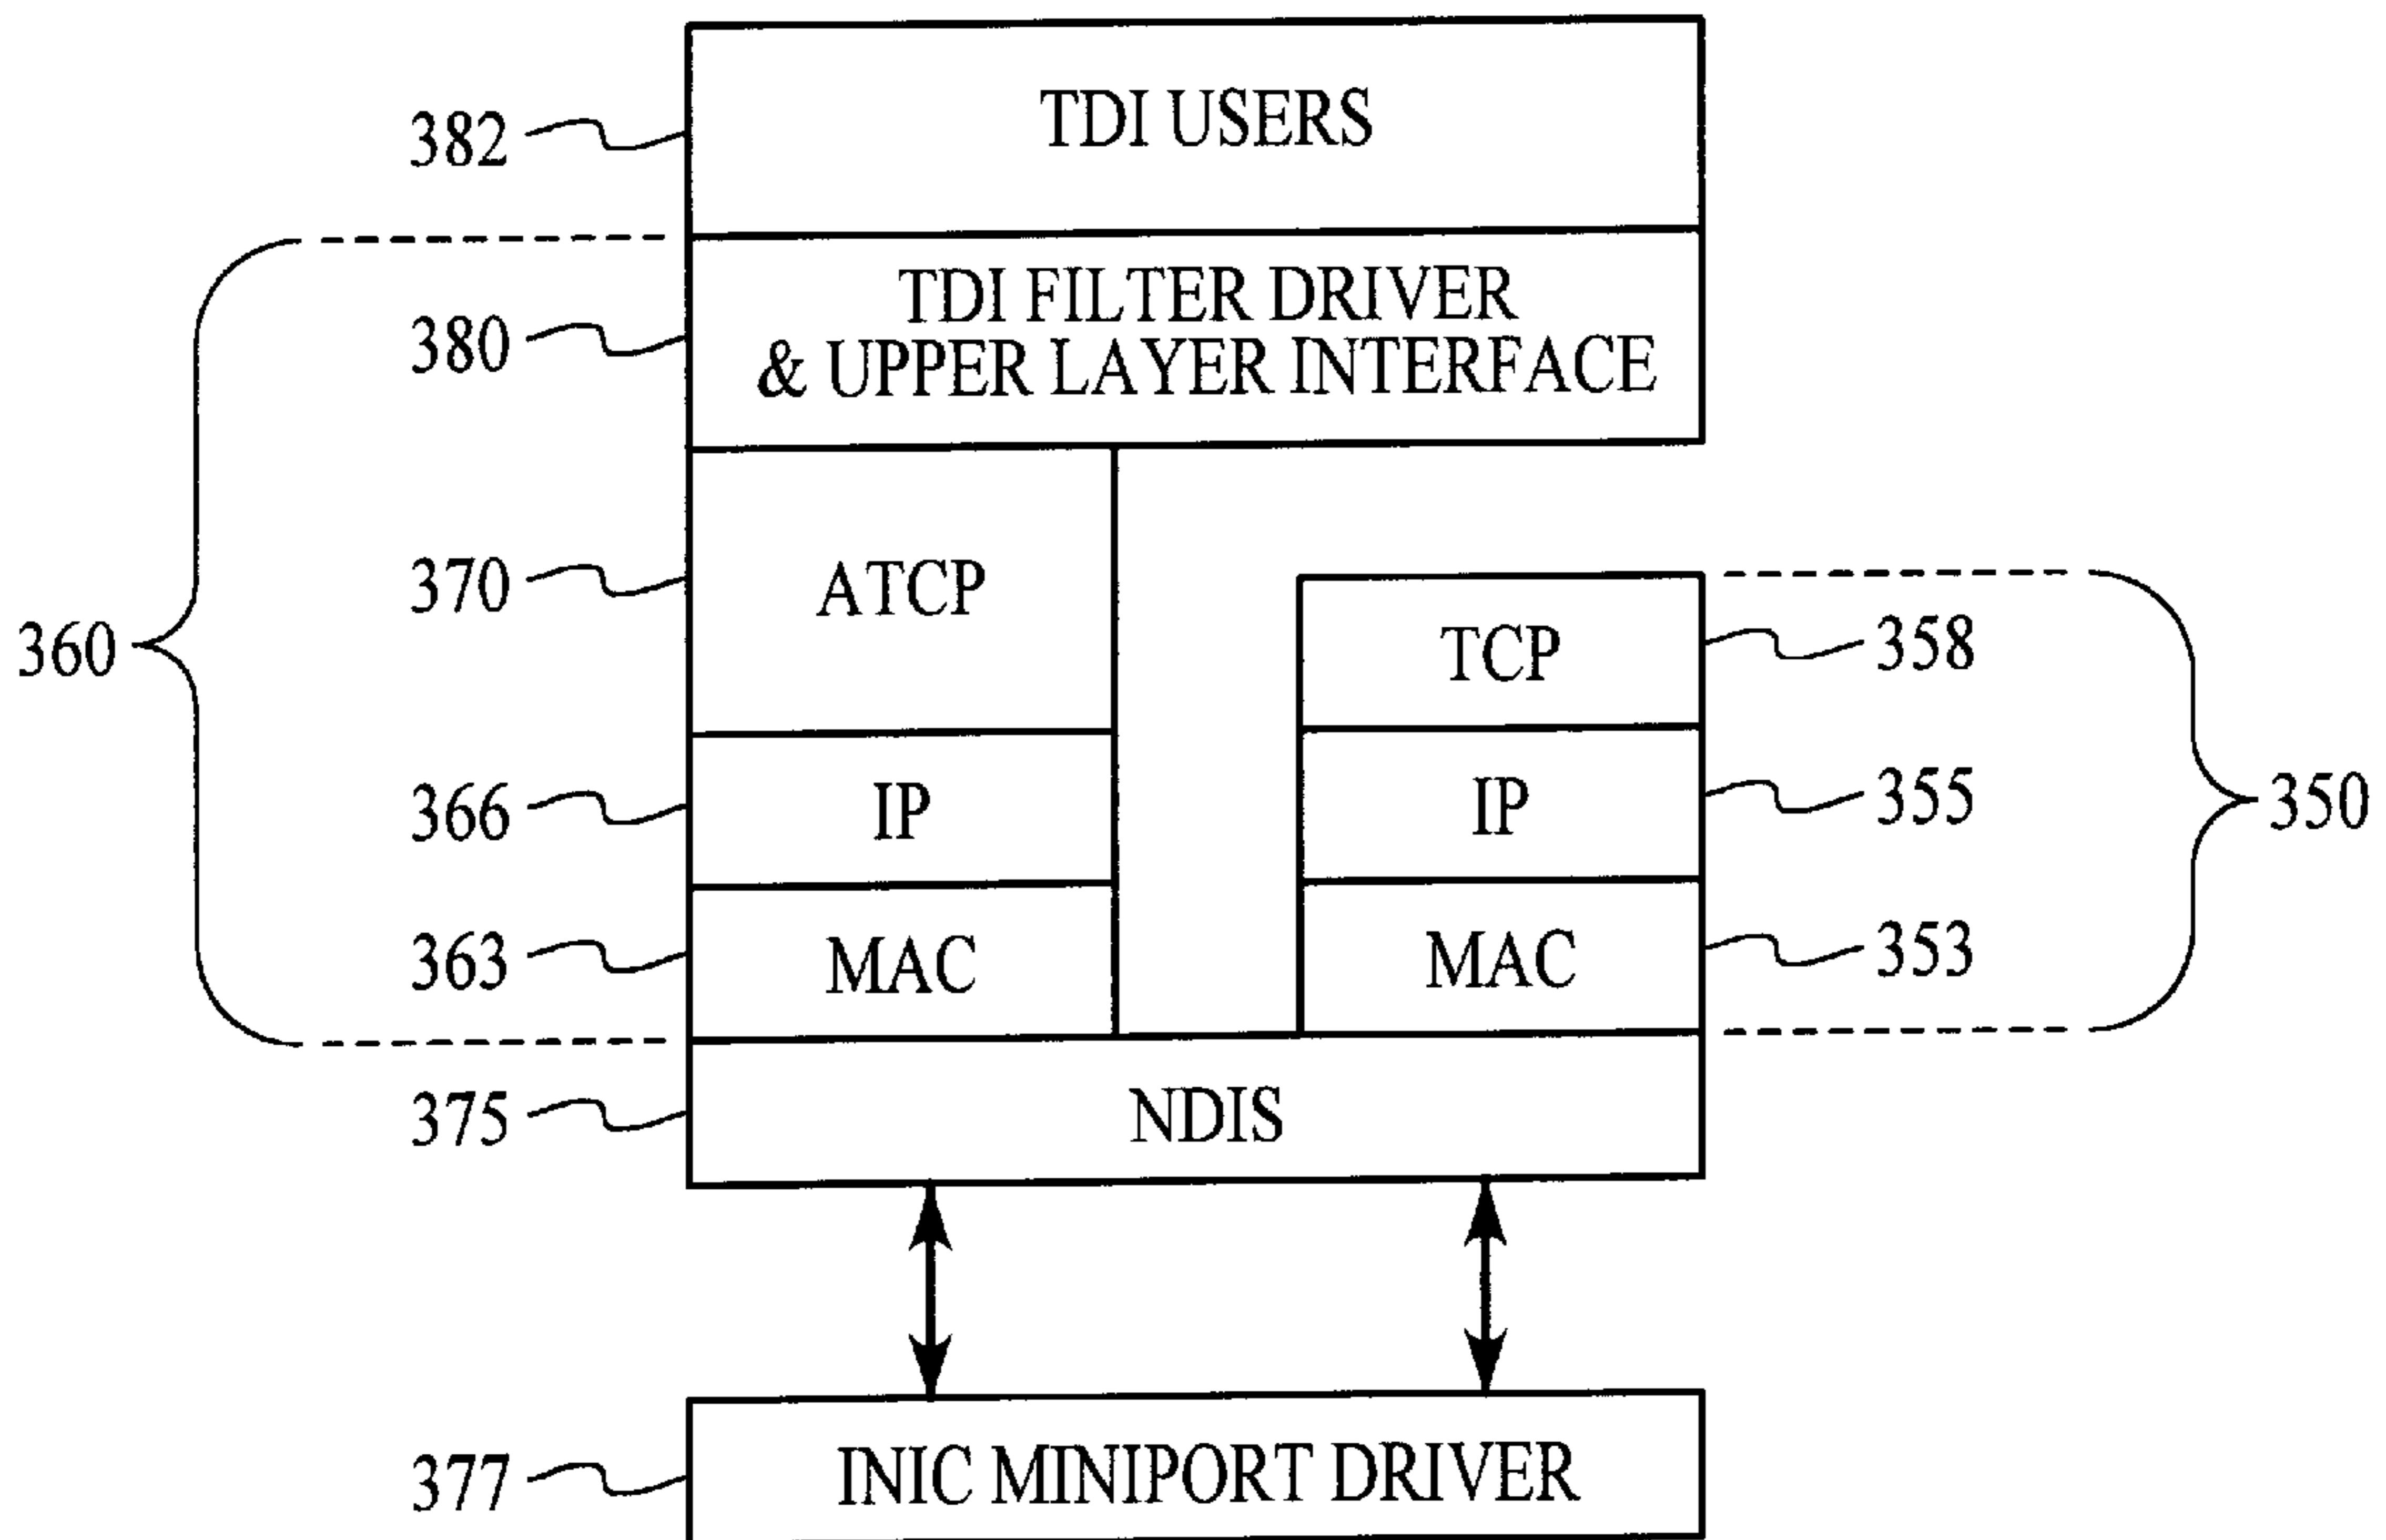 TDI USERS
382
TDI FILTER DRIVER
& UPPER LAYER INTERFACE
380
370
ATCP
360
TCP
358
366
IP
IP
355
350
363
MAC
MAC
353
375
NDIS
377
INIC MINIPORT DRIVER